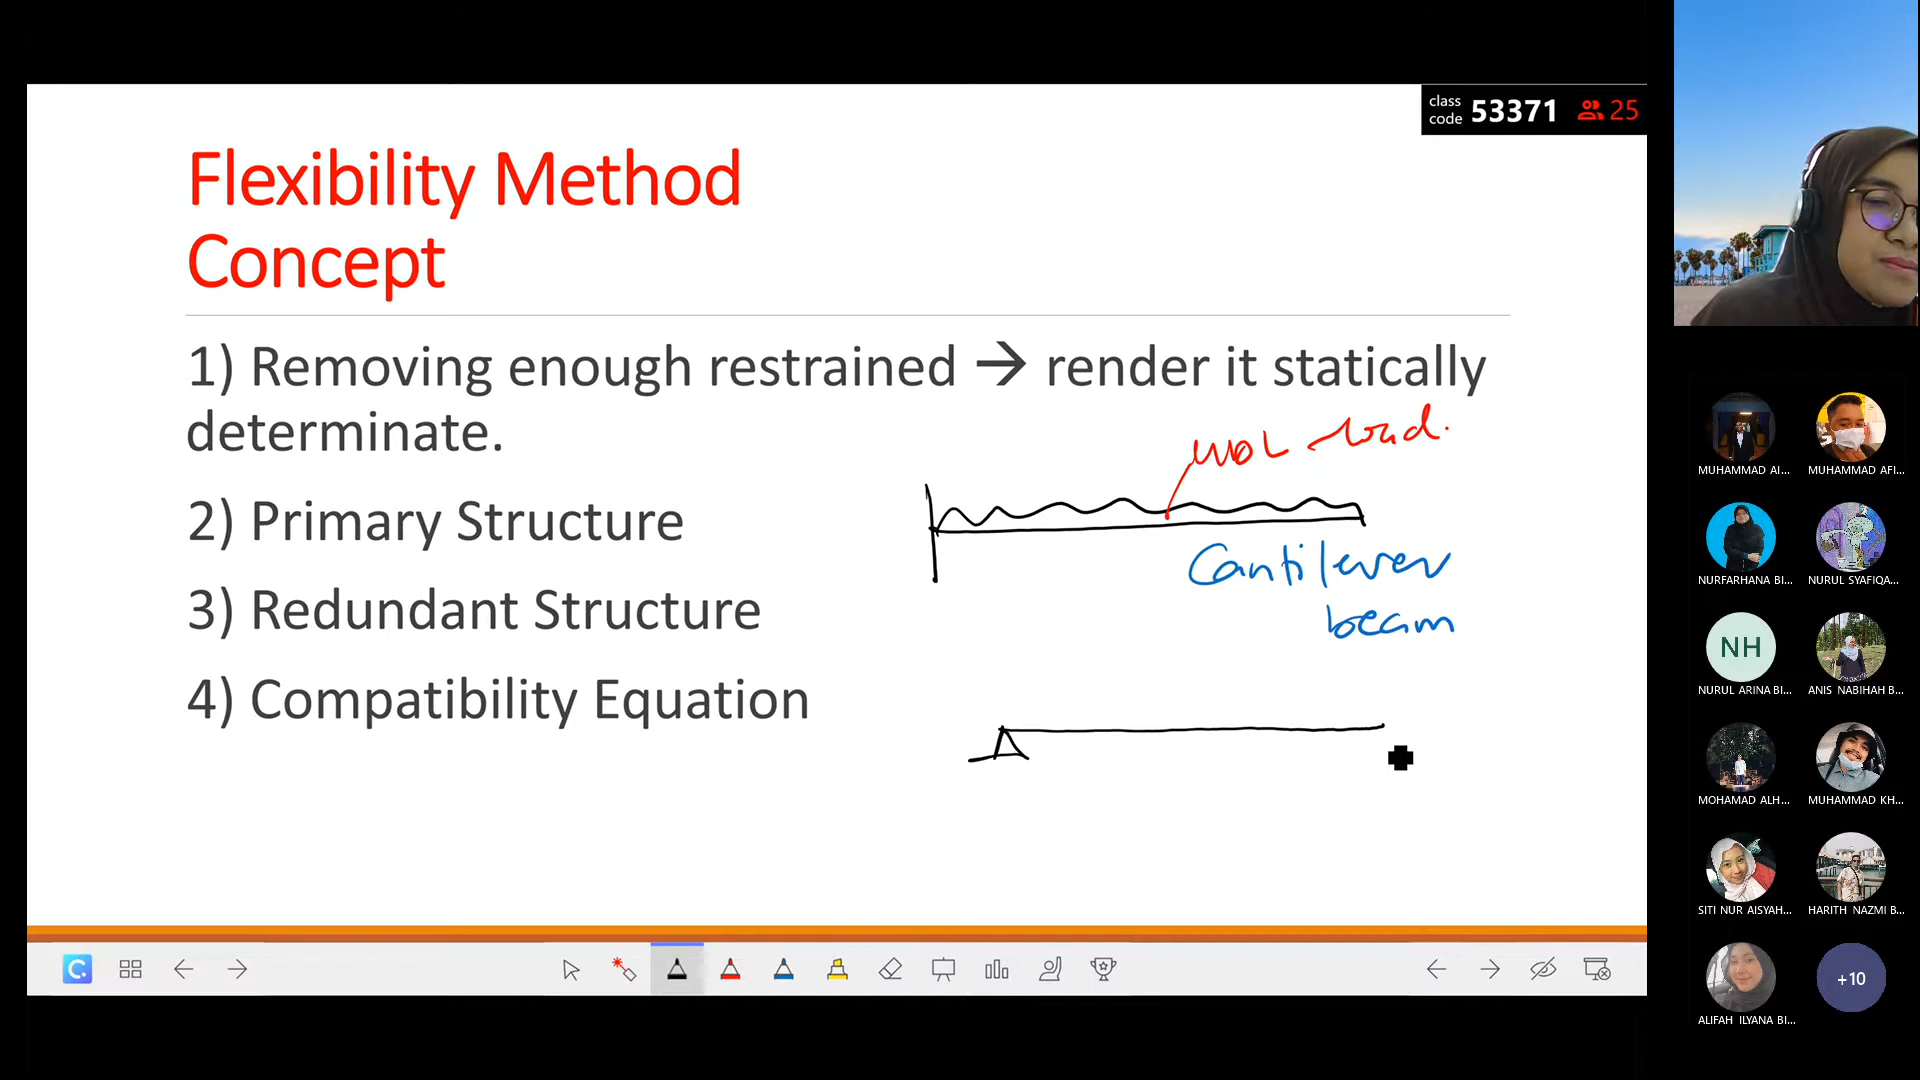 class
code 53371 25
Flexibility Method
Concept
1) Removing enough restrained → render it statically
determinate.
load.
2) Primary Structure
Cantilever
beam
3) Redundant Structure
4) Compatibility Equation
MUHAMMAD AI...
MUHAMMAD AFI...
NURFARHANA BI...
NURUL SYAFIQA...
NH
NURUL ARINA BI...
ANIS NABIHAH B...
MOHAMAD ALH...
MUHAMMAD KH...
SITI NUR AISYAH...
HARITH NAZMI B...
ALIFAH ILYANA BI...
+10